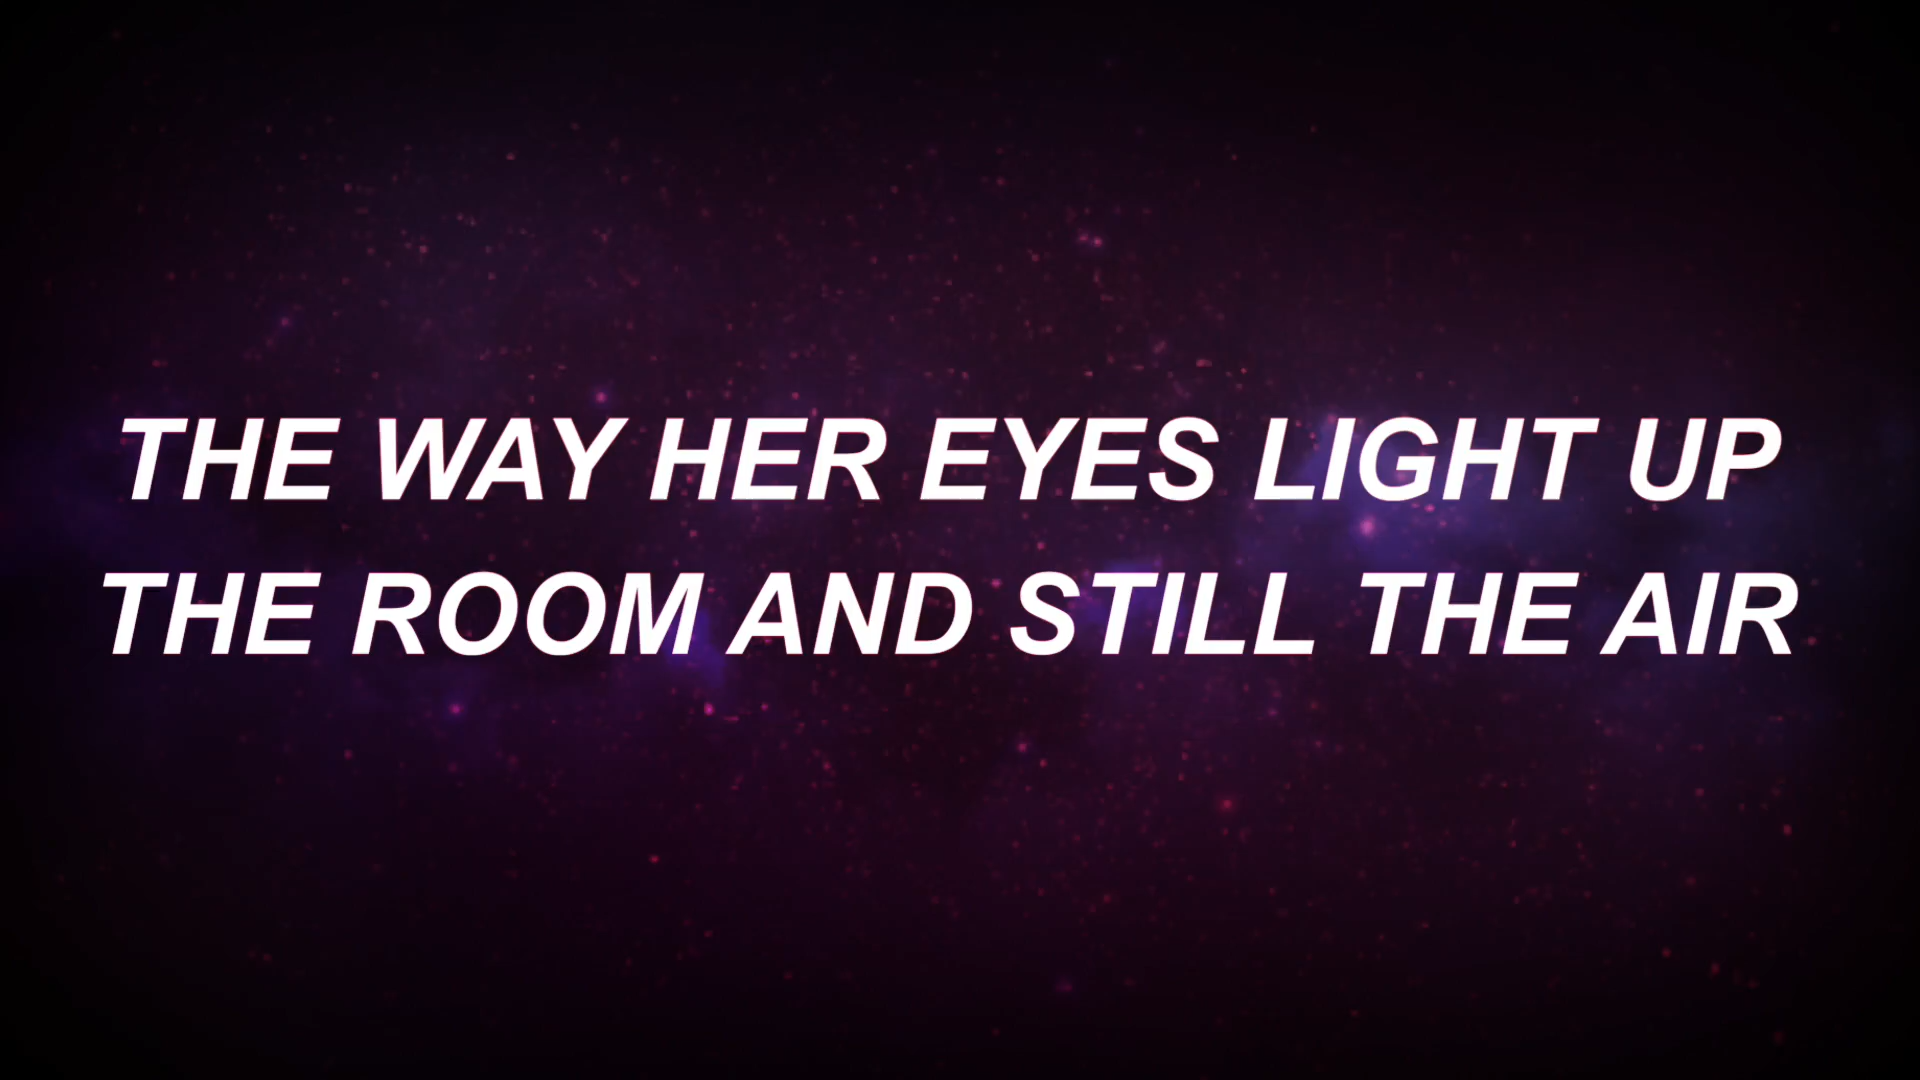 THE WAY HER EYES LIGHT UP
THE ROOM AND STILL THE AIR